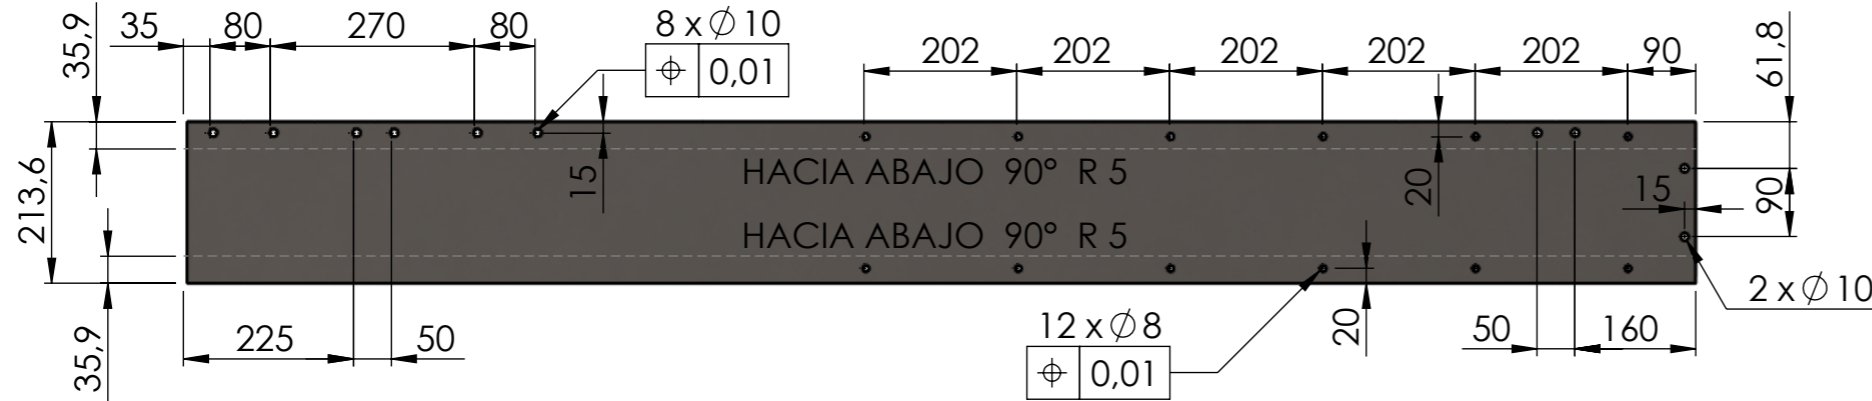 35 80 270 80 8 x ∅ 10
⌖ 0,01
202 202 202 202 202 90
35,9
61,8
213,6
15
20
HACIA ABAJO 90° R 5
15
90
HACIA ABAJO 90° R 5
35,9
225 50
12 x ∅ 8
⌖ 0,01
20
50 160
2 x ∅ 10